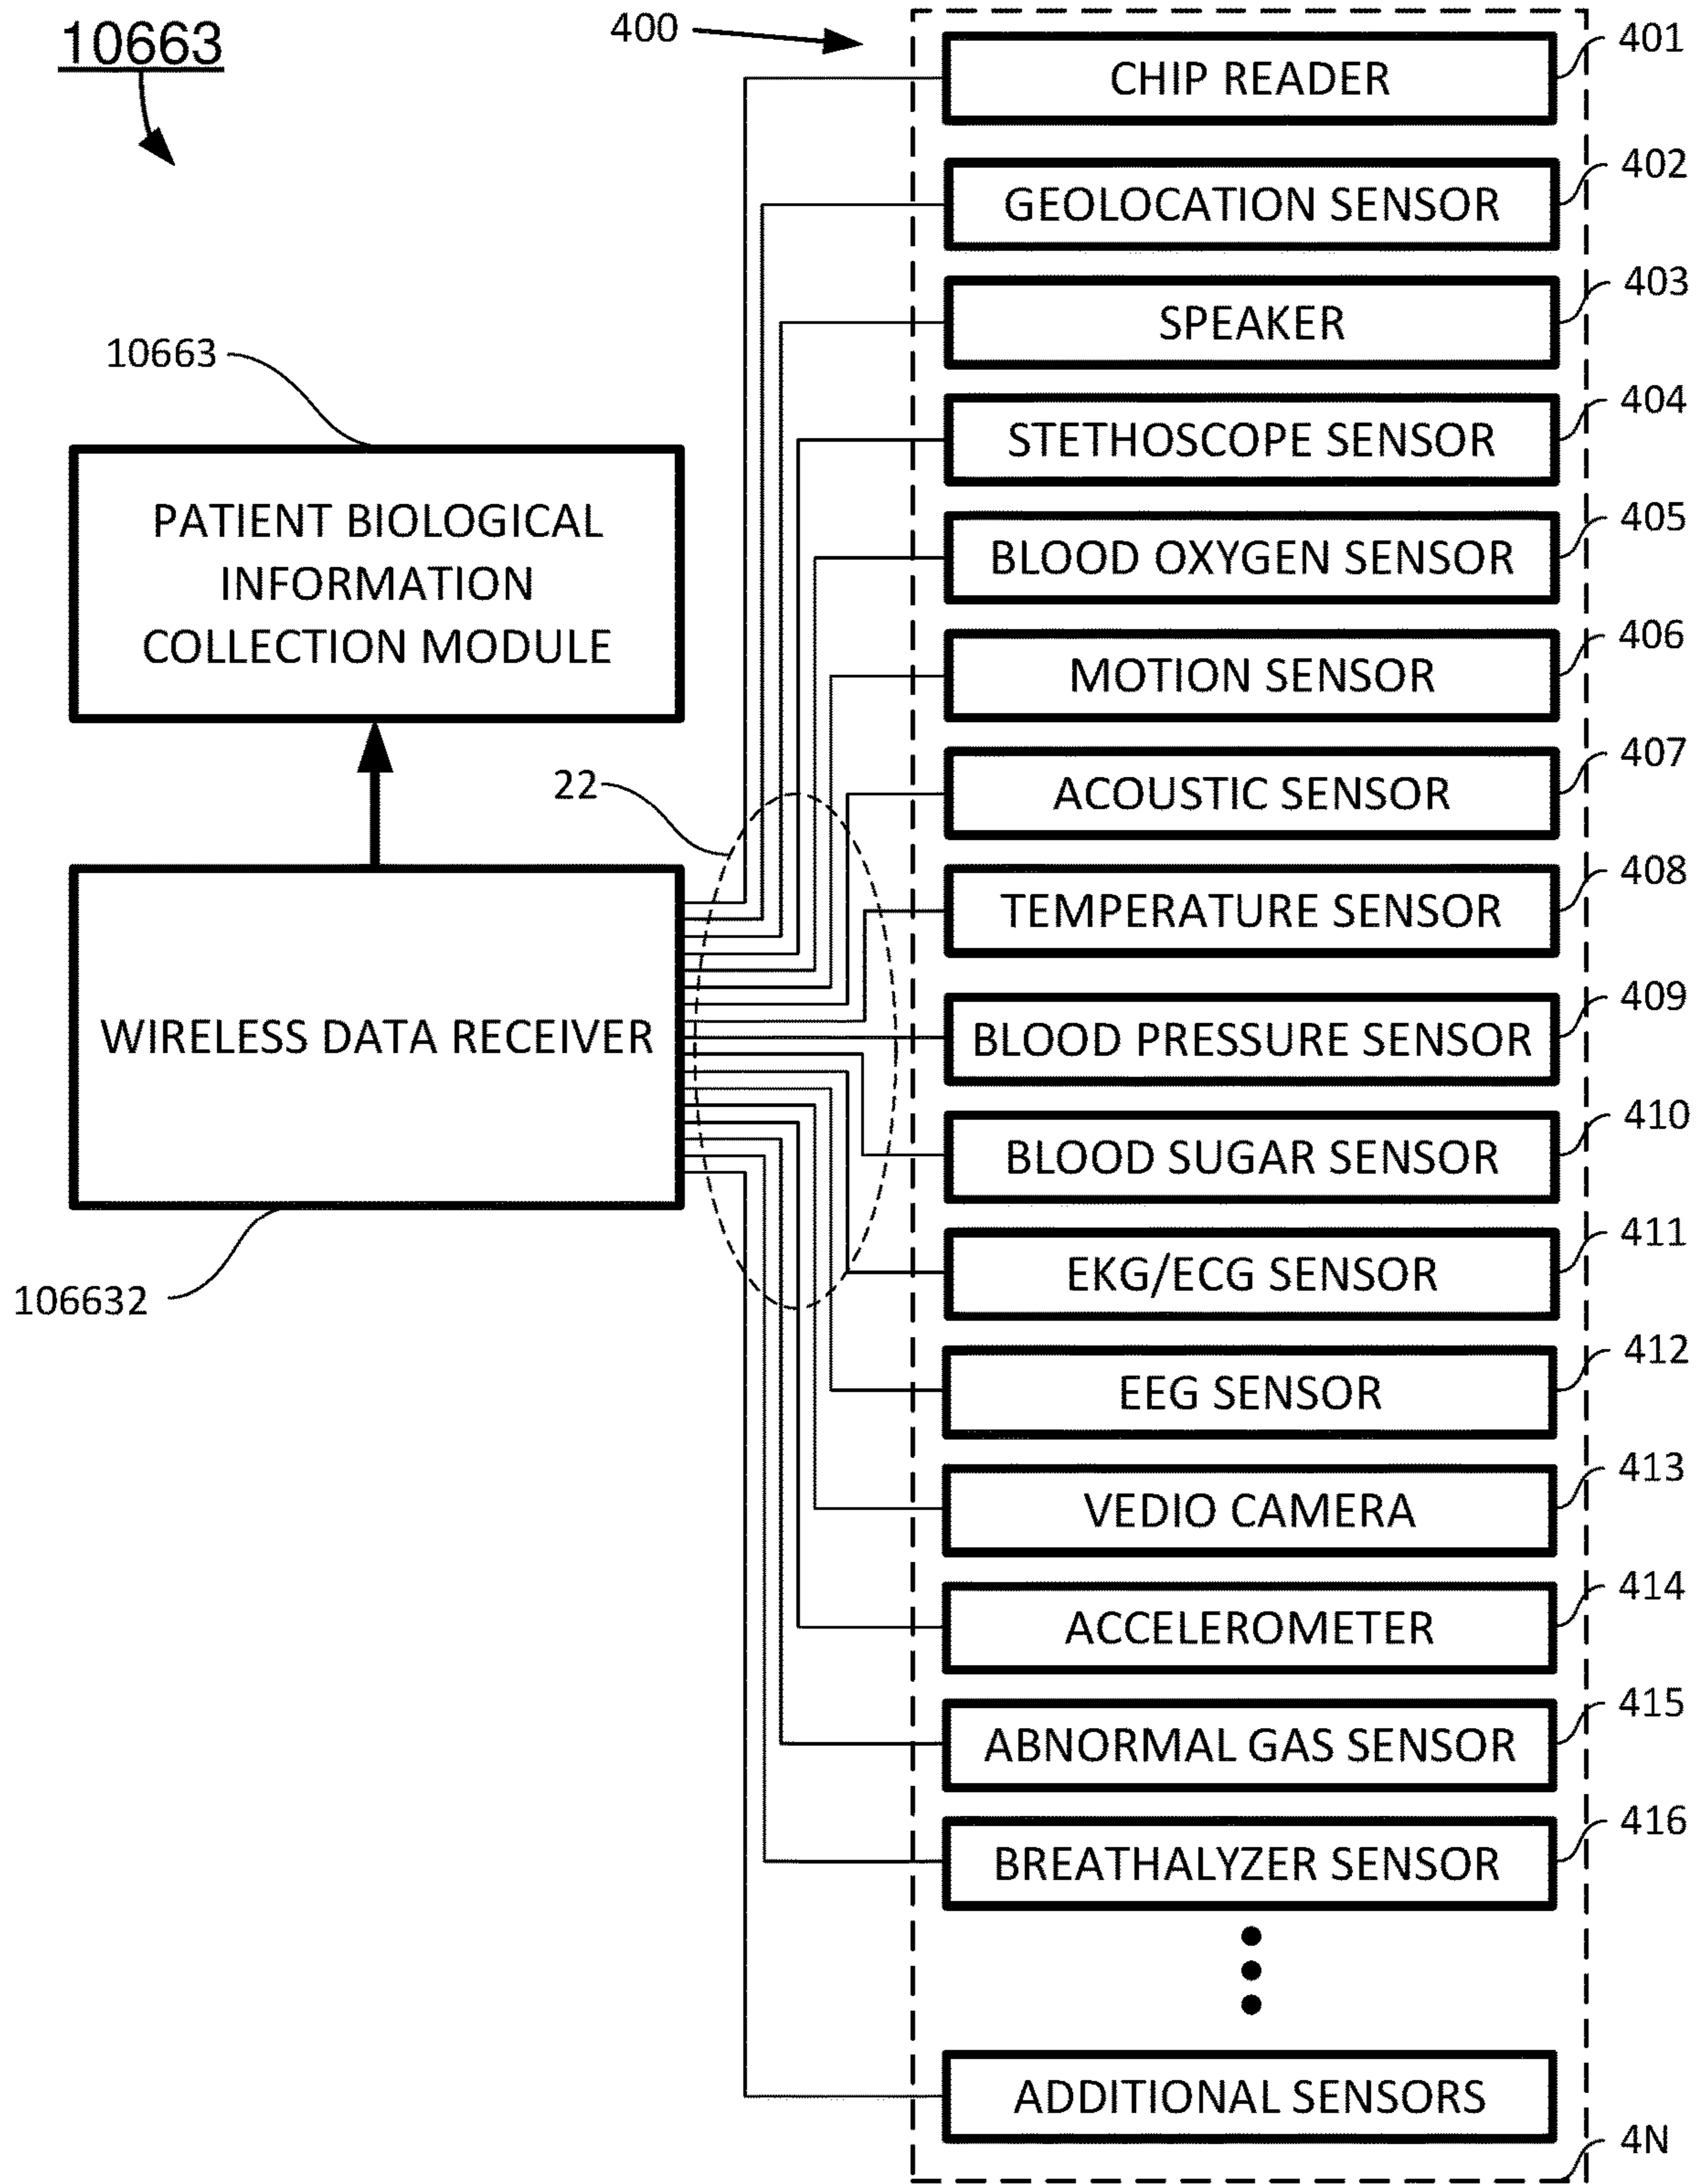 10663
400
CHIP READER
401
GEOLOCATION SENSOR
402
SPEAKER
403
STETHOSCOPE SENSOR
404
BLOOD OXYGEN SENSOR
405
MOTION SENSOR
406
ACOUSTIC SENSOR
407
TEMPERATURE SENSOR
408
BLOOD PRESSURE SENSOR
409
BLOOD SUGAR SENSOR
410
EKG/ECG SENSOR
411
EEG SENSOR
412
VEDIO CAMERA
413
ACCELEROMETER
414
ABNORMAL GAS SENSOR
415
BREATHALYZER SENSOR
416
ADDITIONAL SENSORS
4N
10663
PATIENT BIOLOGICAL
INFORMATION
COLLECTION MODULE
22
WIRELESS DATA RECEIVER
106632